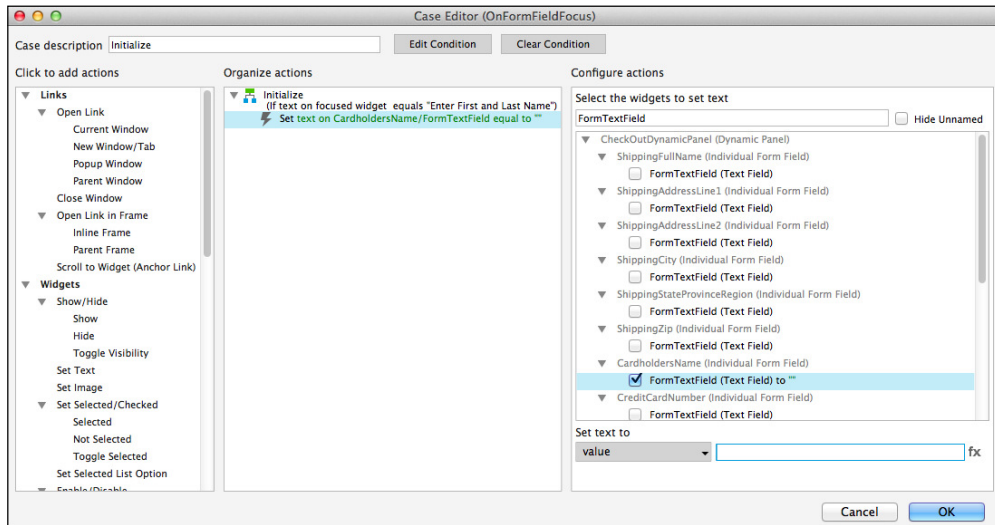 Case Editor (OnFormFieldFocus)
Case description Initialize Edit Condition Clear Condition
Click to add actions
Links
Open Link
Current Window
New Window/Tab
Popup Window
Parent Window
Close Window
Open Link in Frame
Inline Frame
Parent Frame
Scroll to Widget (Anchor Link)
Widgets
Show/Hide
Show
Hide
Toggle Visibility
Set Text
Set Image
Set Selected/Checked
Selected
Not Selected
Toggle Selected
Set Selected List Option
Enable/Disable
Organize actions
Initialize
(If text on focused widget equals "Enter First and Last Name")
Set text on CardholdersName/FormTextField equal to ""
Configure actions
Select the widgets to set text
FormTextField Hide Unnamed
CheckOutDynamicPanel (Dynamic Panel)
ShippingFullName (Individual Form Field)
FormTextField (Text Field)
ShippingAddressLine1 (Individual Form Field)
FormTextField (Text Field)
ShippingAddressLine2 (Individual Form Field)
FormTextField (Text Field)
ShippingCity (Individual Form Field)
FormTextField (Text Field)
ShippingStateProvinceRegion (Individual Form Field)
FormTextField (Text Field)
ShippingZip (Individual Form Field)
FormTextField (Text Field)
CardholdersName (Individual Form Field)
FormTextField (Text Field) to ""
CreditCardNumber (Individual Form Field)
FormTextField (Text Field)
Set text to
value fx
Cancel OK